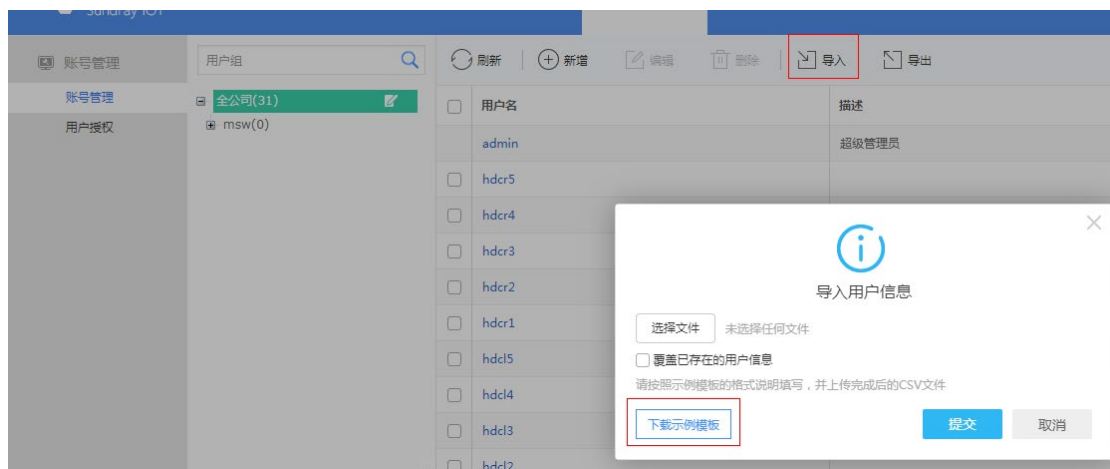 Sundray IOT
账号管理
账号管理
用户授权
用户组
全公司(31)
msw(0)
刷新 新增 编辑 删除 导入 导出
用户名 描述
admin 超级管理员
hdcr5
hdcr4
hdcr3
hdcr2
hdcr1
hdcl5
hdcl4
hdcl3
hdcl2
导入用户信息
选择文件 未选择任何文件
覆盖已存在的用户信息
请按照示例模板的格式说明填写，并上传完成后的CSV文件
下载示例模板 提交 取消